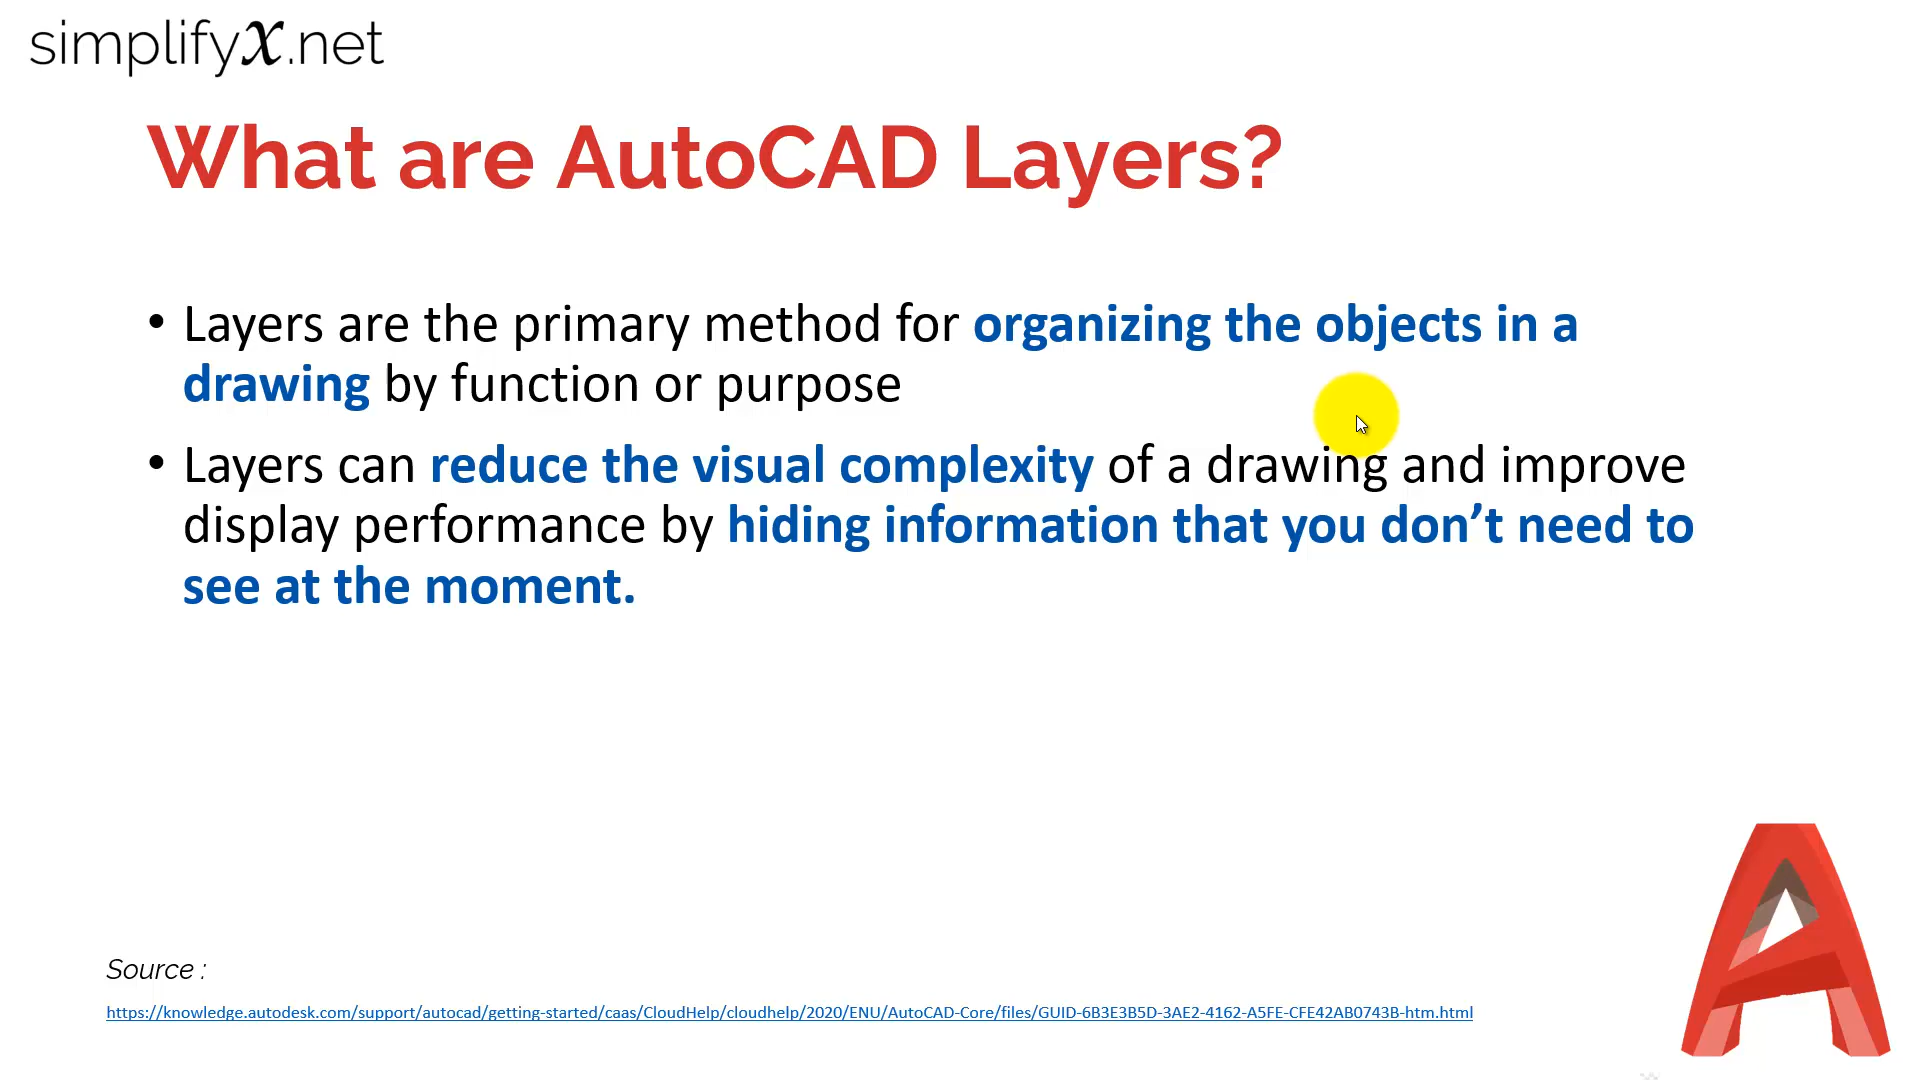 simplifyx.net
What are AutoCAD Layers?
• Layers are the primary method for organizing the objects in a
drawing by function or purpose
• Layers can reduce the visual complexity of a drawing and improve
display performance by hiding information that you don’t need to
see at the moment.
Source :
https://knowledge.autodesk.com/support/autocad/getting-started/caas/CloudHelp/cloudhelp/2020/ENU/AutoCAD-Core/files/GUID-6B3E3B5D-3AE2-4162-A5FE-CFE42AB0743B-htm.html